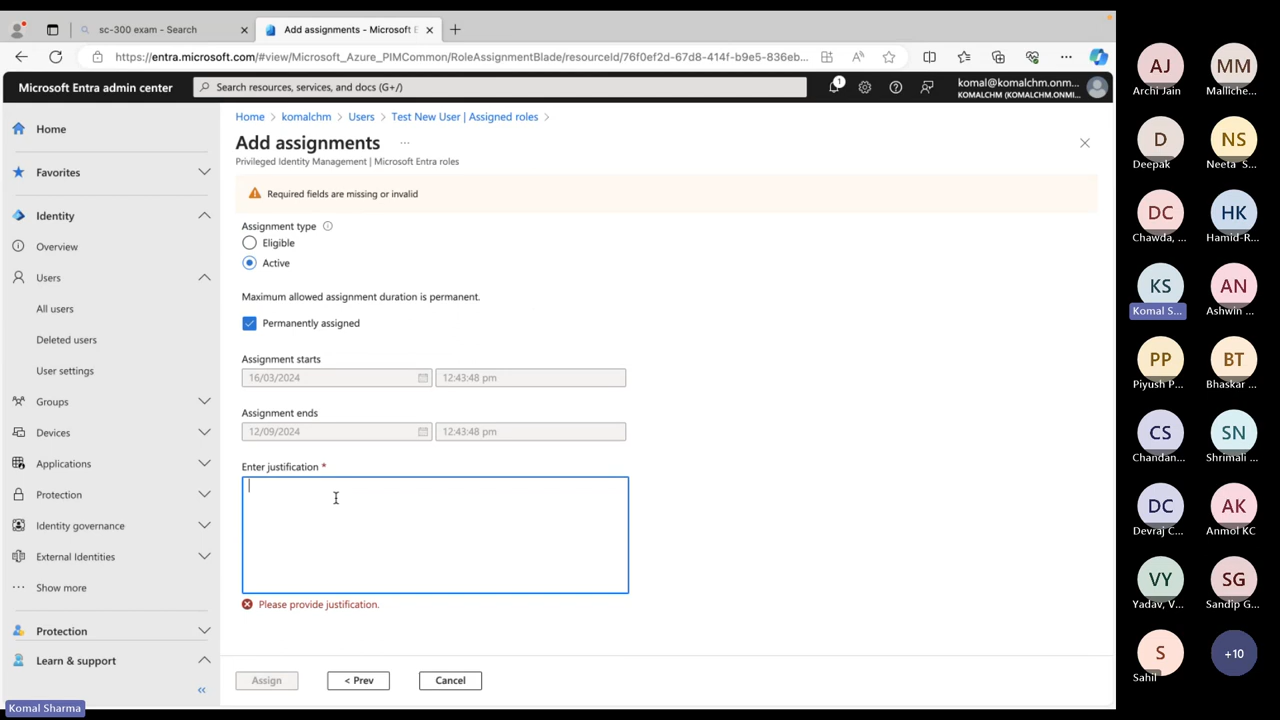 sc-300 exam - Search
Add assignments - Microsoft E
https://entra.microsoft.com/#view/Microsoft_Azure_PIMCommon/RoleAssignmentBlade/resourceId/76f0ef2d-67d8-414f-b9e5-836eb...
Microsoft Entra admin center
Search resources, services, and docs (G+/)
1
komal@komalchm.onm...
KOMALCHM (KOMALCHM.ONMI...
Home
Favorites
Identity
Overview
Users
All users
Deleted users
User settings
Groups
Devices
Applications
Protection
Identity governance
External Identities
Show more
Protection
Learn & support
Komal Sharma
Home > komalchm > Users > Test New User | Assigned roles >
Add assignments
Privileged Identity Management | Microsoft Entra roles
Required fields are missing or invalid
Assignment type
Eligible
Active
Maximum allowed assignment duration is permanent.
Permanently assigned
Assignment starts
16/03/2024 12:43:48 pm
Assignment ends
12/09/2024 12:43:48 pm
Enter justification *
Please provide justification.
Assign
< Prev
Cancel
AJ MM
Archi Jain Malliche...
D NS
Deepak Neeta S...
DC HK
Chawda, ... Hamid-R...
KS AN
Komal S... Ashwin ...
PP BT
Piyush P... Bhaskar ...
CS SN
Chandan... Shrimali ...
DC AK
Devraj C... Anmol KC
VY SG
Yadav, V... Sandip G...
S +10
Sahil